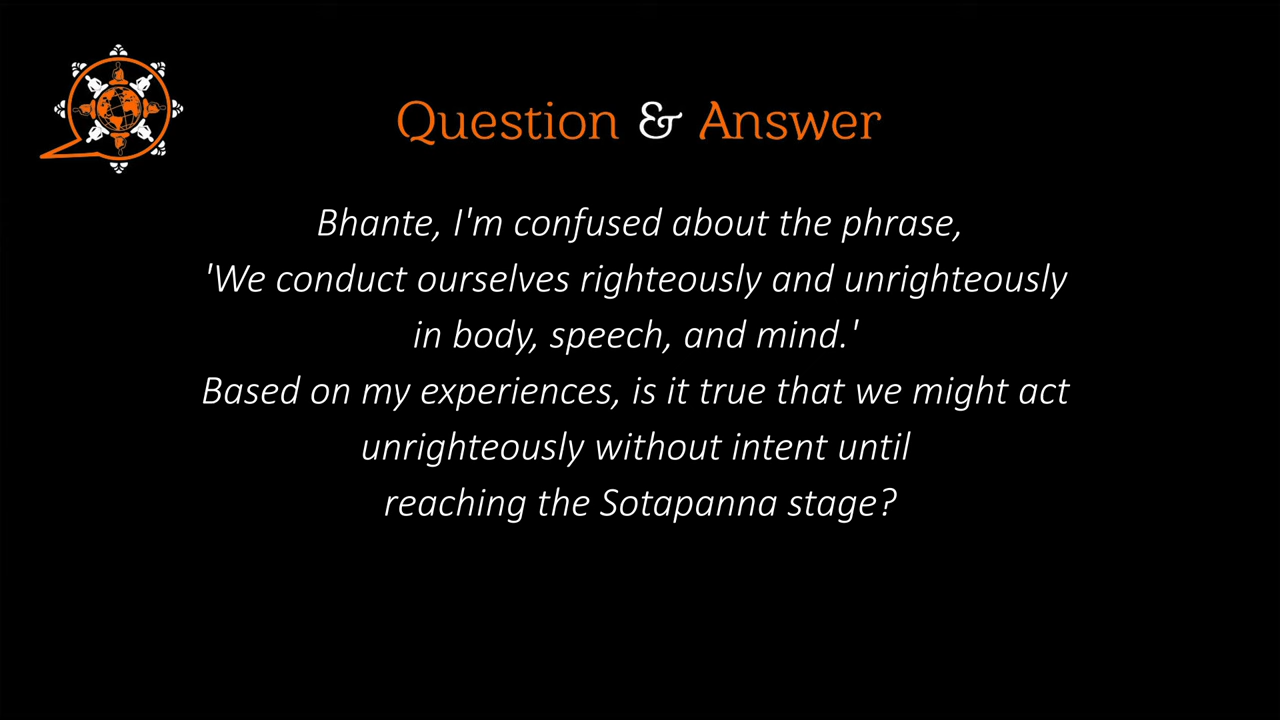 Question & Answer
Bhante, I'm confused about the phrase,
'We conduct ourselves righteously and unrighteously
in body, speech, and mind.'
Based on my experiences, is it true that we might act
unrighteously without intent until
reaching the Sotapanna stage?